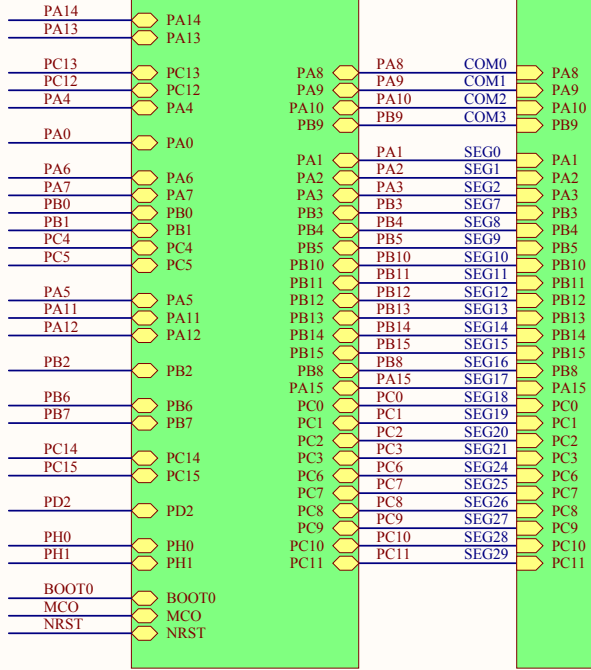 PA14 PA14
PA13 PA13
PC13 PC13 PA8 PA8 COM0 PA8
PC12 PC12 PA9 PA9 COM1 PA9
PA4 PA4 PA10 PA10 COM2 PA10
PB9 PB9 COM3 PB9
PA0 PA0
PA1 PA1 SEG0 PA1
PA6 PA6 PA2 PA2 SEG1 PA2
PA7 PA7 PA3 PA3 SEG2 PA3
PB0 PB0 PB3 PB3 SEG7 PB3
PB1 PB1 PB4 PB4 SEG8 PB4
PC4 PC4 PB5 PB5 SEG9 PB5
PC5 PC5 PB10 PB10 SEG10 PB10
PB11 PB11 SEG11 PB11
PA5 PA5 PB12 PB12 SEG12 PB12
PA11 PA11 PB13 PB13 SEG13 PB13
PA12 PA12 PB14 PB14 SEG14 PB14
PB15 PB15 SEG15 PB15
PB2 PB2 PB8 PB8 SEG16 PB8
PA15 PA15 SEG17 PA15
PB6 PB6 PC0 PC0 SEG18 PC0
PB7 PB7 PC1 PC1 SEG19 PC1
PC2 PC2 SEG20 PC2
PC14 PC14 PC3 PC3 SEG21 PC3
PC15 PC15 PC6 PC6 SEG24 PC6
PC7 PC7 SEG25 PC7
PD2 PD2 PC8 PC8 SEG26 PC8
PC9 PC9 SEG27 PC9
PH0 PH0 PC10 PC10 SEG28 PC10
PH1 PH1 PC11 PC11 SEG29 PC11
BOOT0 BOOT0
MCO MCO
NRST NRST